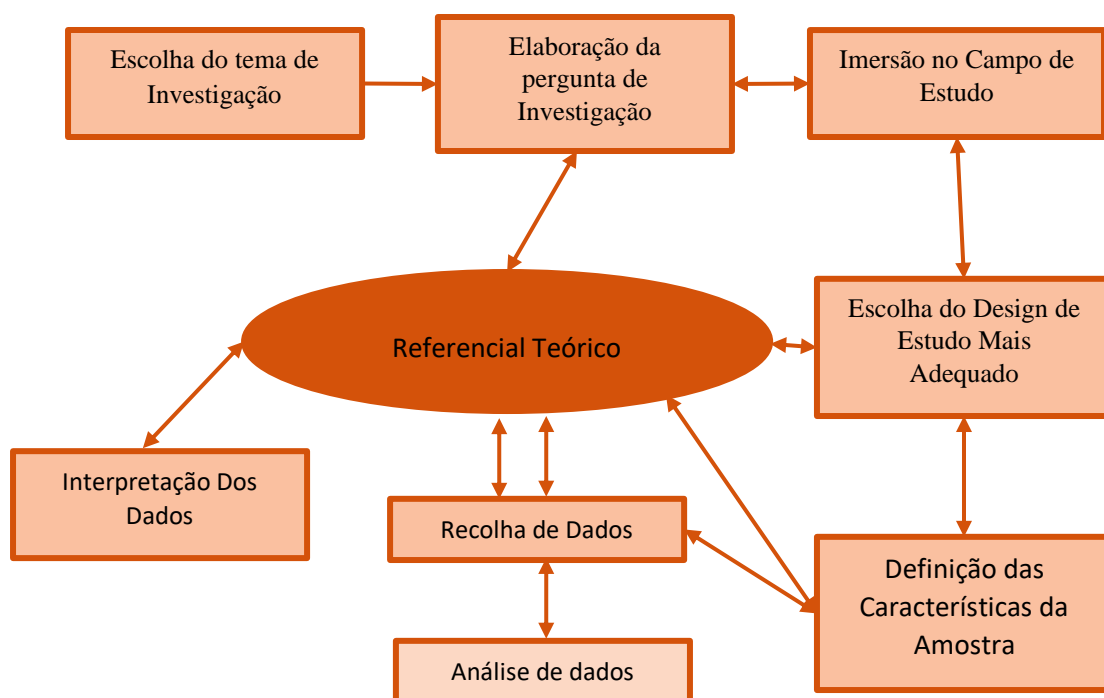 Escolha do tema de
Investigação
Elaboração da
pergunta de
Investigação
Imersão no Campo de
Estudo
Referencial Teórico
Escolha do Design de
Estudo Mais
Adequado
Interpretação Dos
Dados
Recolha de Dados
Definição das
Características da
Amostra
Análise de dados